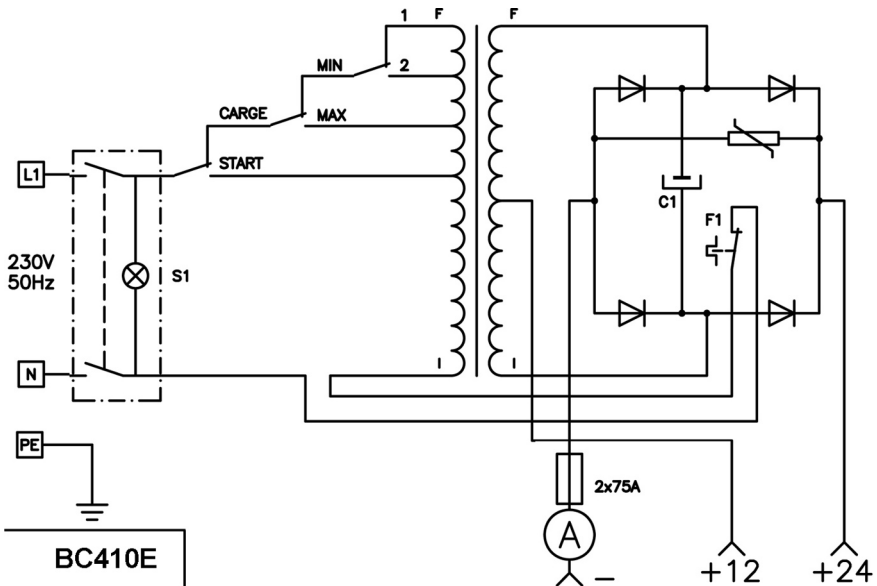 1 F F
MIN 2
CARGE MAX
L1 START
C1
F1
230V
50Hz
S1
I I
N
PE
2x75A
A
BC410E
− +12 +24